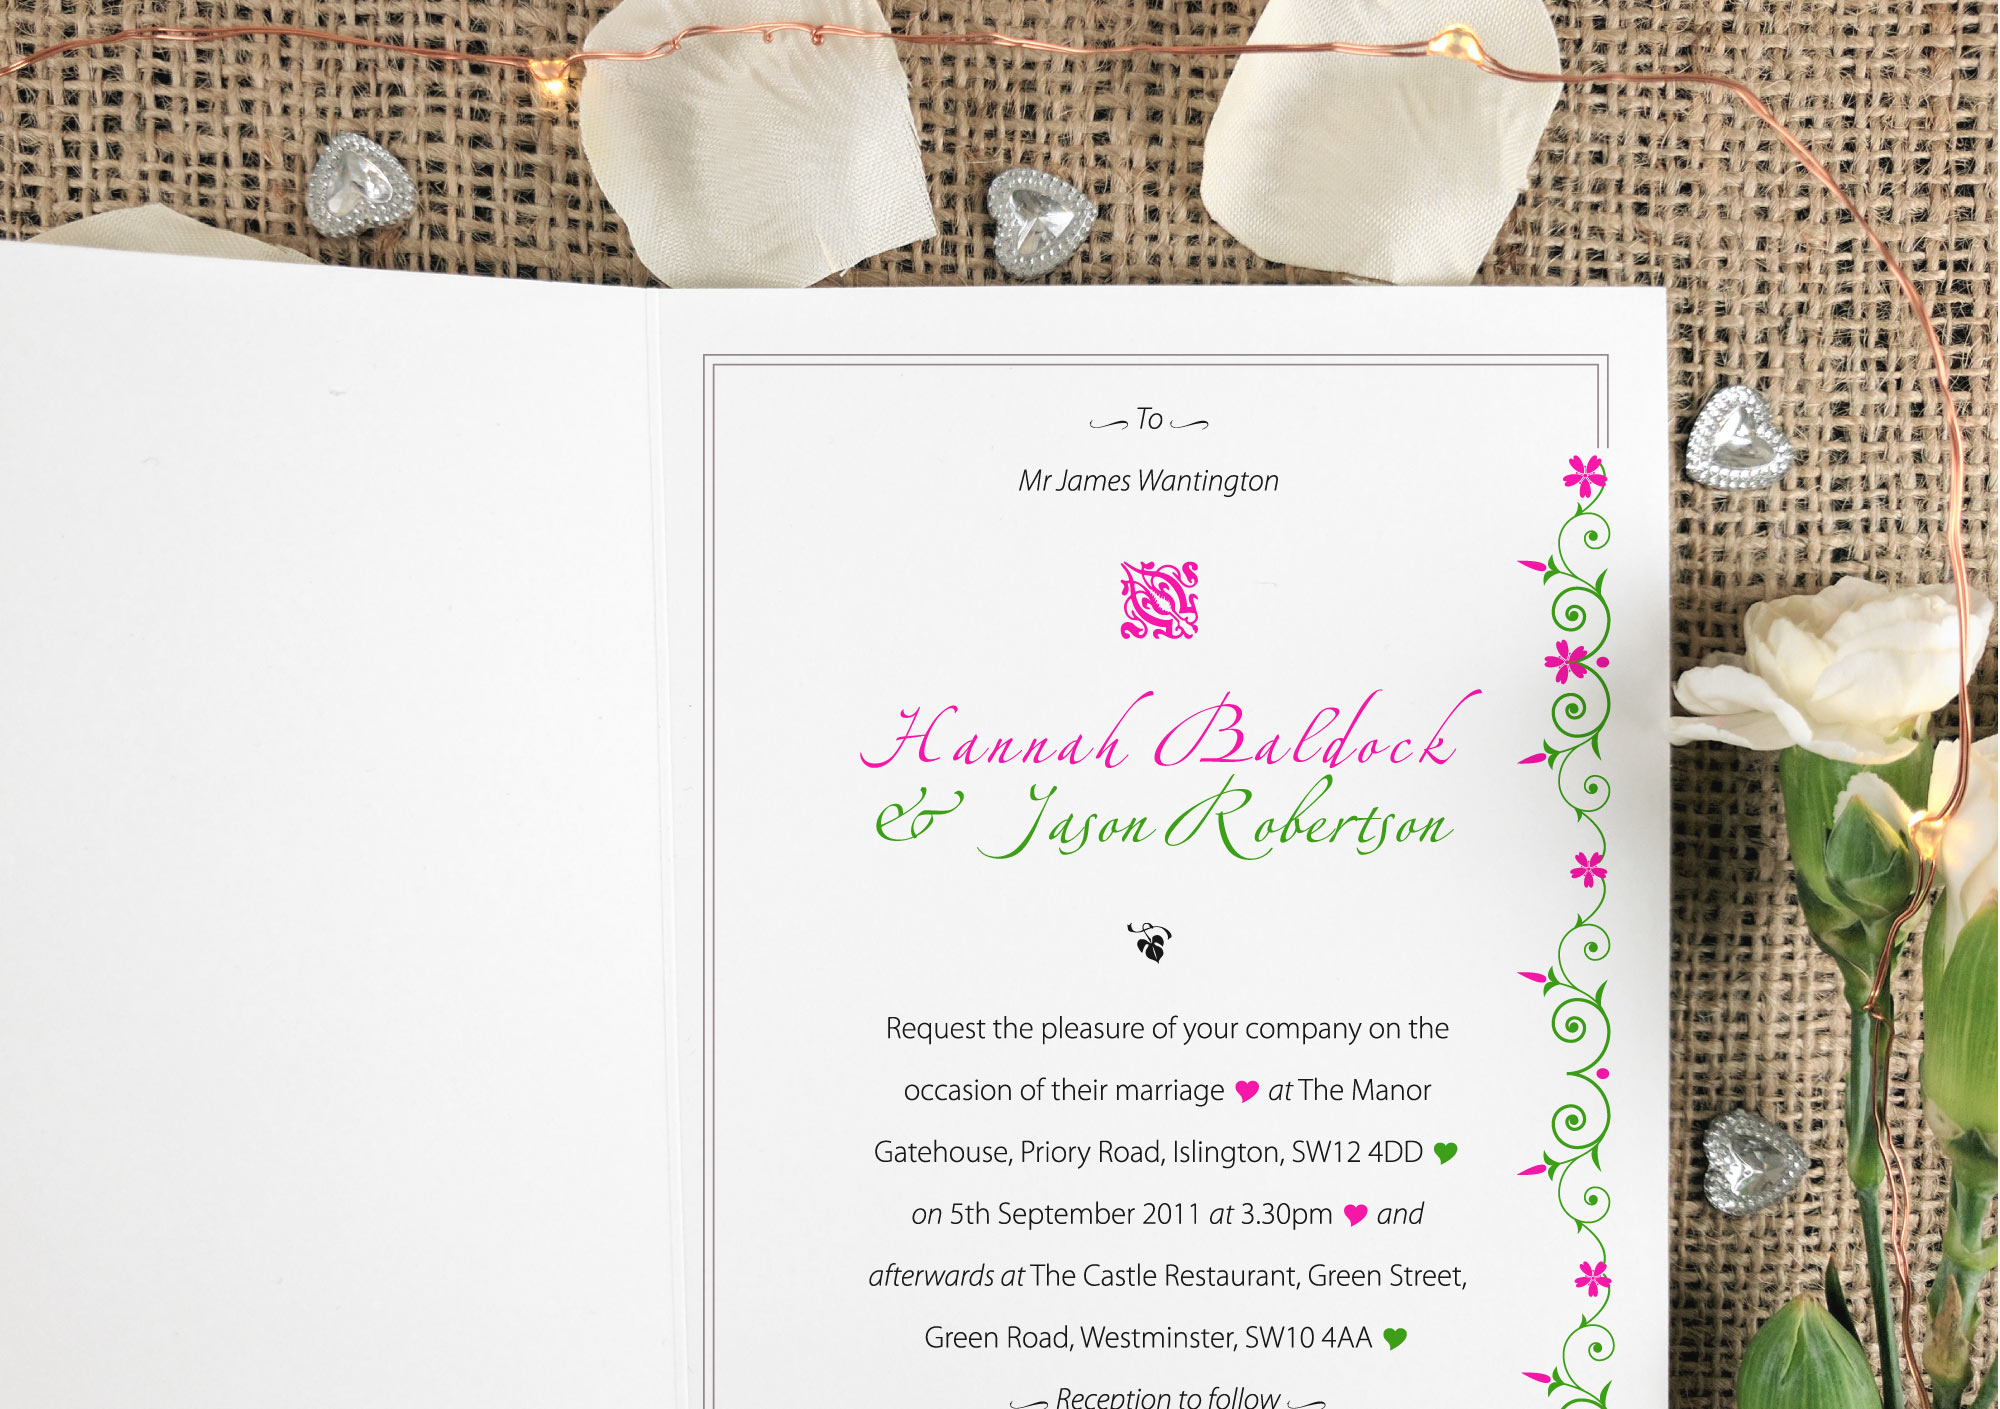 To
Mr James Wantington
Hannah Baldock
& Jason Robertson
Request the pleasure of your company on the
occasion of their marriage ♥ at The Manor
Gatehouse, Priory Road, Islington, SW12 4DD ♥
on 5th September 2011 at 3.30pm ♥ and
afterwards at The Castle Restaurant, Green Street,
Green Road, Westminster, SW10 4AA ♥
Reception to follow